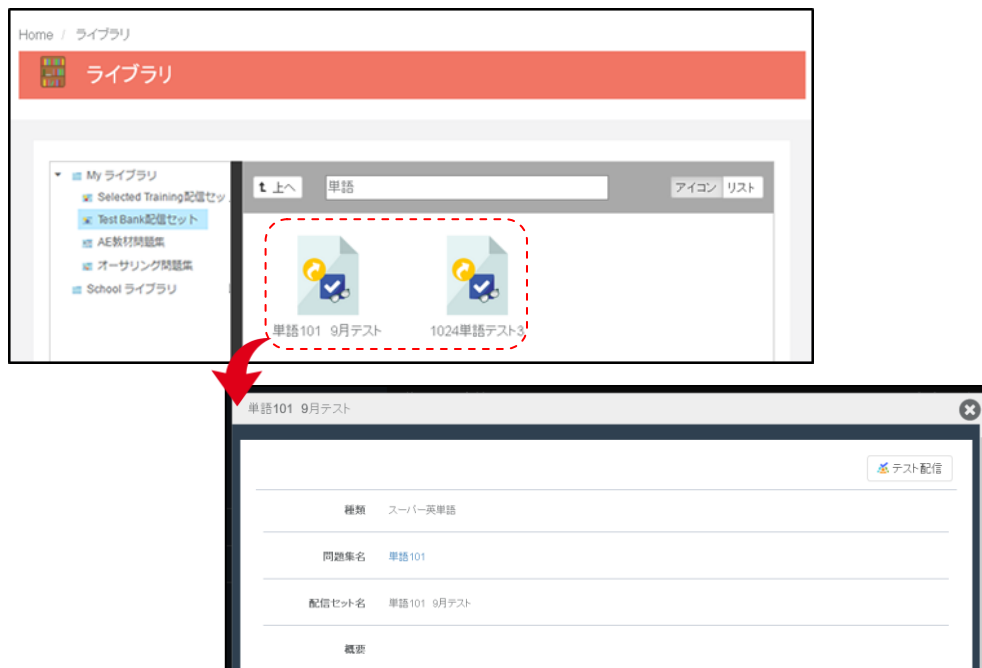 Home / ライブラリ
ライブラリ
My ライブラリ
Selected Training配信セッ
Test Bank配信セット
AE教材問題集
オーサリング問題集
School ライブラリ
上へ
単語
アイコン リスト
単語101 9月テスト
1024単語テスト3
単語101 9月テスト
テスト配信
種類 スーパー英単語
問題集名 単語101
配信セット名 単語101 9月テスト
概要